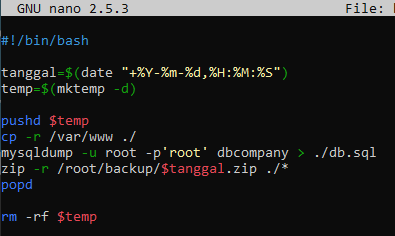 GNU nano 2.5.3 File:
#!/bin/bash
tanggal=$(date "+%Y-%m-%d,%H:%M:%S")
temp=$(mktemp -d)
pushd $temp
cp -r /var/www ./
mysqldump -u root -p'root' dbcompany > ./db.sql
zip -r /root/backup/$tanggal.zip ./*
popd
rm -rf $temp